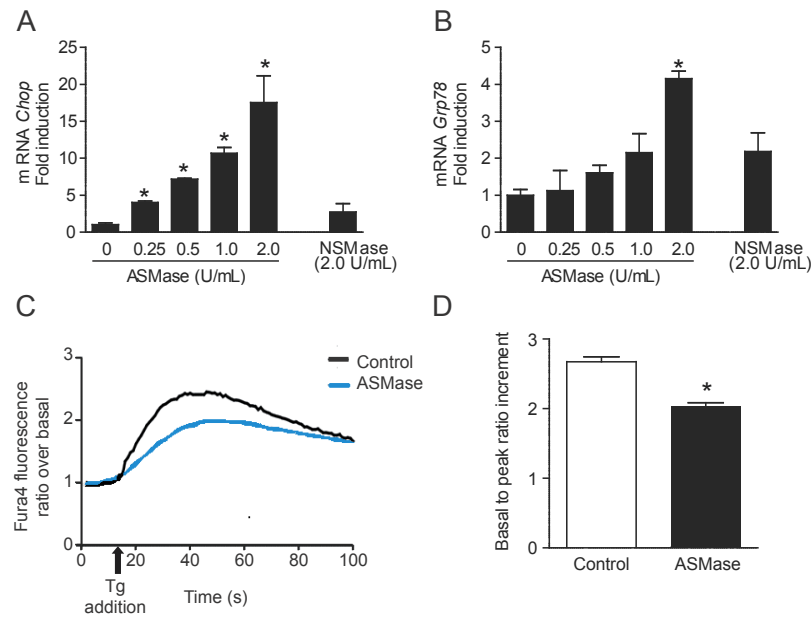 A
mRNA Chop
Fold induction
25
20
15
10
5
0
*
*
*
*
0 0.25 0.5 1.0 2.0
ASMase (U/mL)
NSMase
(2.0 U/mL)
B
mRNA Grp78
Fold induction
5
4
3
2
1
0
*
0 0.25 0.5 1.0 2.0
ASMase (U/mL)
NSMase
(2.0 U/mL)
C
Fura4 fluorescence
ratio over basal
3
2
1
0
Control
ASMase
0 20 40 60 80 100
Tg
addition
Time (s)
D
Basal to peak ratio increment
3
2
1
0
*
Control ASMase